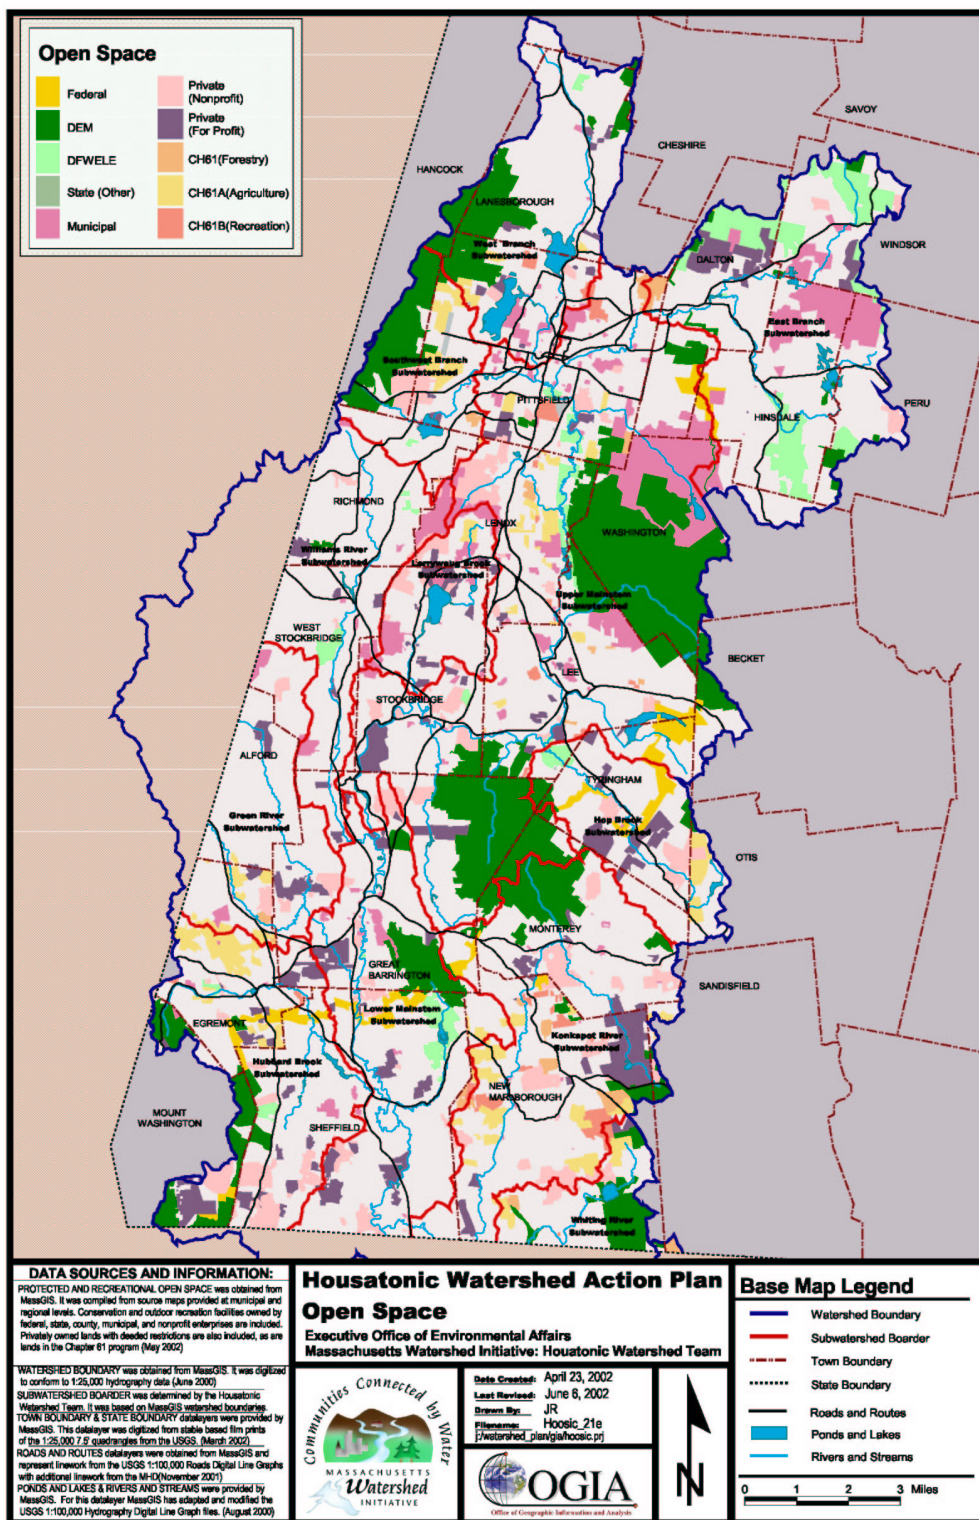 Open Space
Federal
DEM
DFWELE
State (Other)
Municipal
Private
(Nonprofit)
Private
(For Profit)
CH61(Forestry)
CH61A(Agriculture)
CH61B(Recreation)
SAVOY
CHESHIRE
HANCOCK
LANESBOROUGH
WINDSOR
West Branch
Subwatershed
DALTON
East Branch
Subwatershed
Southwest Branch
Subwatershed
PITTSFIELD
HINSDALE
PERU
RICHMOND
LENOX
WASHINGTON
Williams River
Subwatershed
Larrywaug Brook
Subwatershed
Upper Mainstem
Subwatershed
WEST
STOCKBRIDGE
BECKET
LEE
STOCKBRIDGE
ALFORD
TYRINGHAM
Green River
Subwatershed
Hop Brook
Subwatershed
OTIS
MONTEREY
GREAT
BARRINGTON
SANDISFIELD
EGREMONT
Lower Mainstem
Subwatershed
Konkapot River
Subwatershed
Hubbard Brook
Subwatershed
NEW
MARLBOROUGH
MOUNT
WASHINGTON
SHEFFIELD
Whiting River
Subwatershed
DATA SOURCES AND INFORMATION:
PROTECTED AND RECREATIONAL OPEN SPACE was obtained from
MassGIS. It was compiled from source maps provided at municipal and
regional levels. Conservation and outdoor recreation facilities owned by
federal, state, county, municipal, and nonprofit enterprises are included.
Privately owned lands with deeded restrictions are also included, as are
lands in the Chapter 61 program (May 2002)
WATERSHED BOUNDARY was obtained from MassGIS. It was digitized
to conform to 1:25,000 hydrography data (June 2000)
SUBWATERSHED BOARDER was determined by the Housatonic
Watershed Team. It was based on MassGIS watershed boundaries.
TOWN BOUNDARY & STATE BOUNDARY datalayers were provided by
MassGIS. This datalayer was digitized from stable based film prints
of the 1:25,000 7.5' quadrangles from the USGS. (March 2002)
ROADS AND ROUTES datalayers were obtained from MassGIS and
represent linework from the USGS 1:100,000 Roads Digital Line Graphs
with additional linework from the MHD(November 2001)
PONDS AND LAKES & RIVERS AND STREAMS were provided by
MassGIS. For this datalayer MassGIS has adapted and modified the
USGS 1:100,000 Hydrography Digital Line Graph files. (August 2000)
Housatonic Watershed Action Plan
Open Space
Executive Office of Environmental Affairs
Massachusetts Watershed Initiative: Houatonic Watershed Team
Communities Connected by Water
MASSACHUSETTS
Watershed
INITIATIVE
Date Created: April 23, 2002
Last Revised: June 6, 2002
Drawn By: JR
Filename: Hoosic_21e
j:/watershed_plan/gis/hoosic.prj
OGIA
Office of Geographic Information and Analysis
N
Base Map Legend
Watershed Boundary
Subwatershed Boarder
Town Boundary
State Boundary
Roads and Routes
Ponds and Lakes
Rivers and Streams
0 1 2 3 Miles